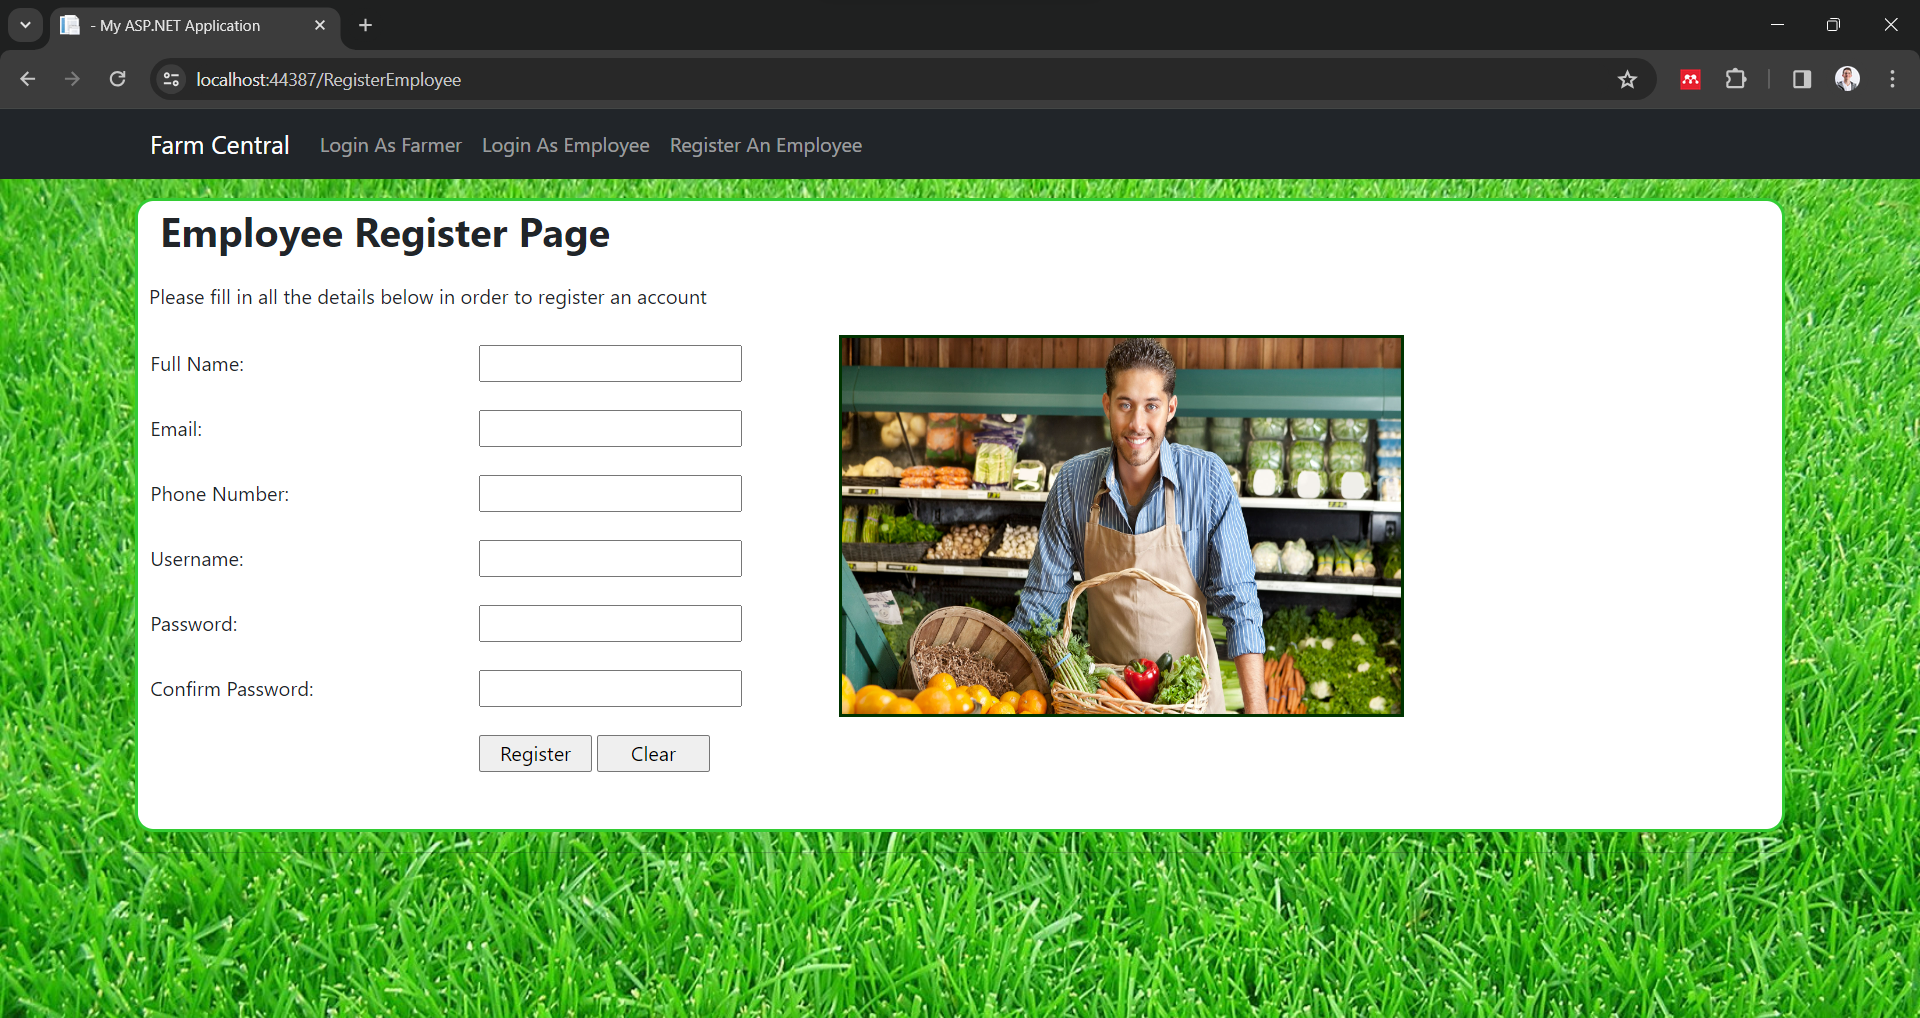 - My ASP.NET Application
localhost:44387/RegisterEmployee
Farm Central Login As Farmer Login As Employee Register An Employee
Employee Register Page
Please fill in all the details below in order to register an account
Full Name:
Email:
Phone Number:
Username:
Password:
Confirm Password:
Register Clear